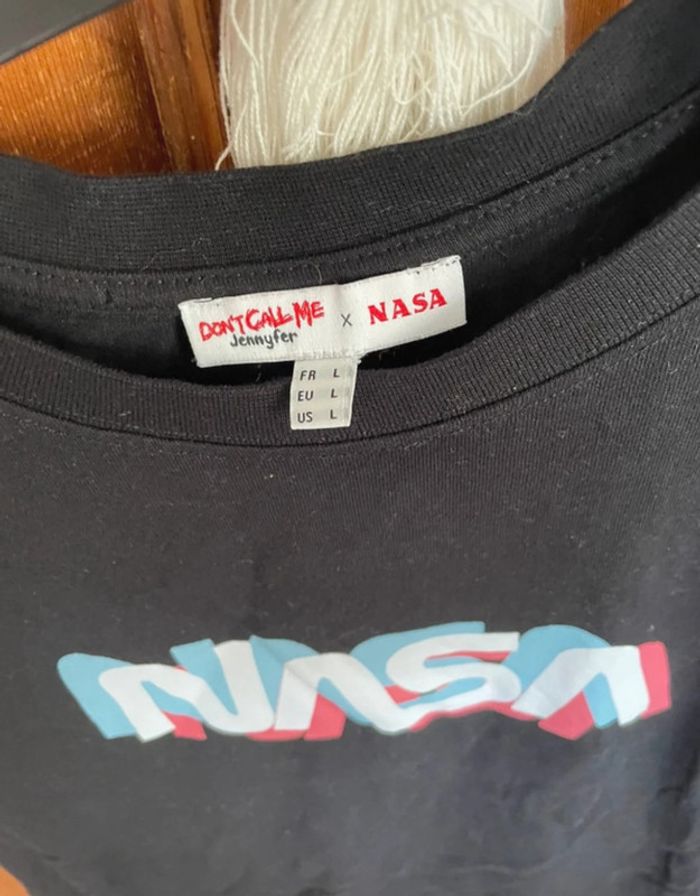 DON'T CALL ME X NASA
Jennyfer
FR L
EU L
US L
NASA